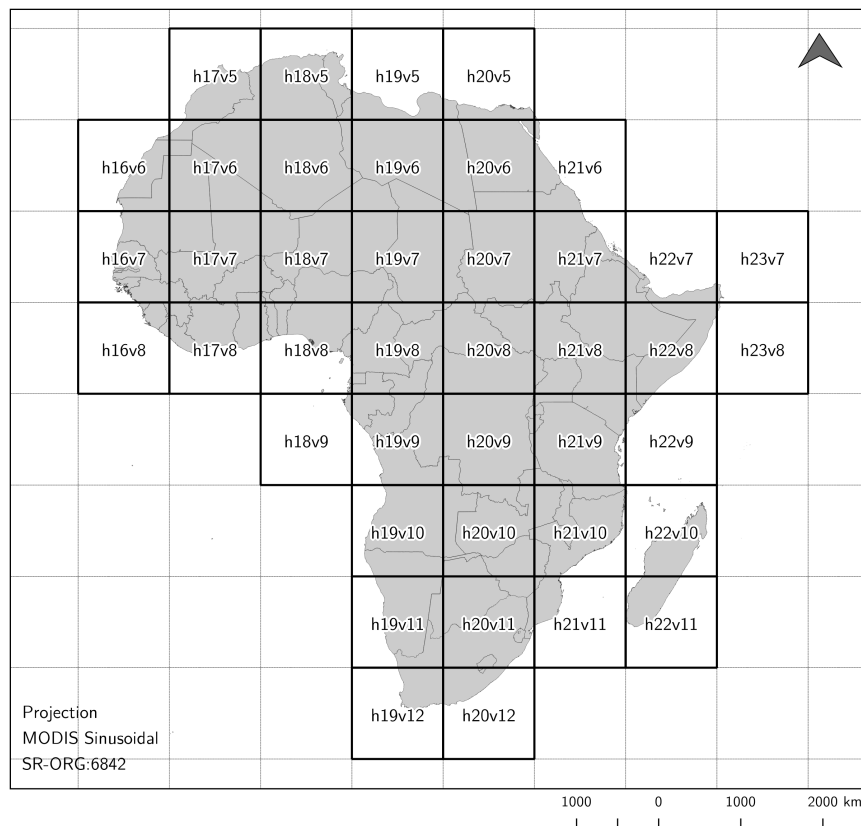 h17v5 h18v5 h19v5 h20v5
h16v6 h17v6 h18v6 h19v6 h20v6 h21v6
h16v7 h17v7 h18v7 h19v7 h20v7 h21v7 h22v7 h23v7
h16v8 h17v8 h18v8 h19v8 h20v8 h21v8 h22v8 h23v8
h18v9 h19v9 h20v9 h21v9 h22v9
h19v10 h20v10 h21v10 h22v10
h19v11 h20v11 h21v11 h22v11
h19v12 h20v12
Projection
MODIS Sinusoidal
SR-ORG:6842
1000 0 1000 2000 km